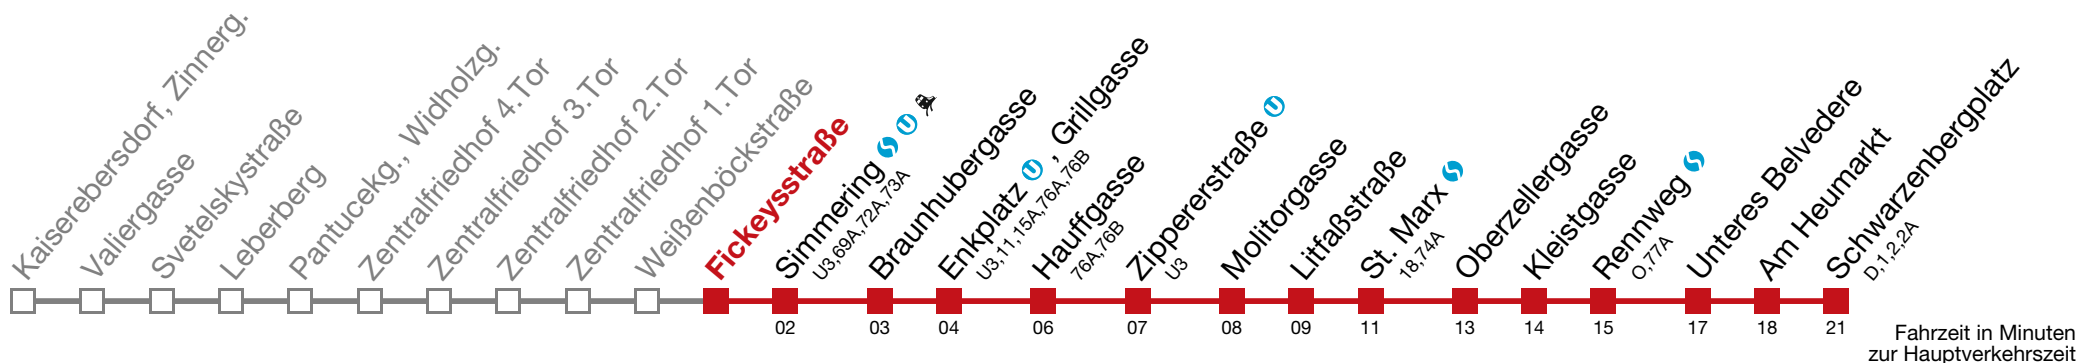 Kaiserebersdorf, Zinnerg.
Valiergasse
Svetelskystraße
Leberberg
Pantucekg., Widholzg.
Zentralfriedhof 4.Tor
Zentralfriedhof 3.Tor
Zentralfriedhof 2.Tor
Zentralfriedhof 1.Tor
Weißenböckstraße
Fickeysstraße
Simmering S U
U3,69A,72A,73A
02
Braunhubergasse
03
Enkplatz U , Grillgasse
U3,11,15A,76A,76B
04
Hauffgasse
76A,76B
06
Zippererstraße U
U3
07
Molitorgasse
08
Litfaßstraße
09
St. Marx S
18,74A
11
Oberzellergasse
13
Kleistgasse
14
Rennweg S
O,77A
15
Unteres Belvedere
17
Am Heumarkt
18
Schwarzenbergplatz
D,1,2,2A
21
Fahrzeit in Minuten
zur Hauptverkehrszeit